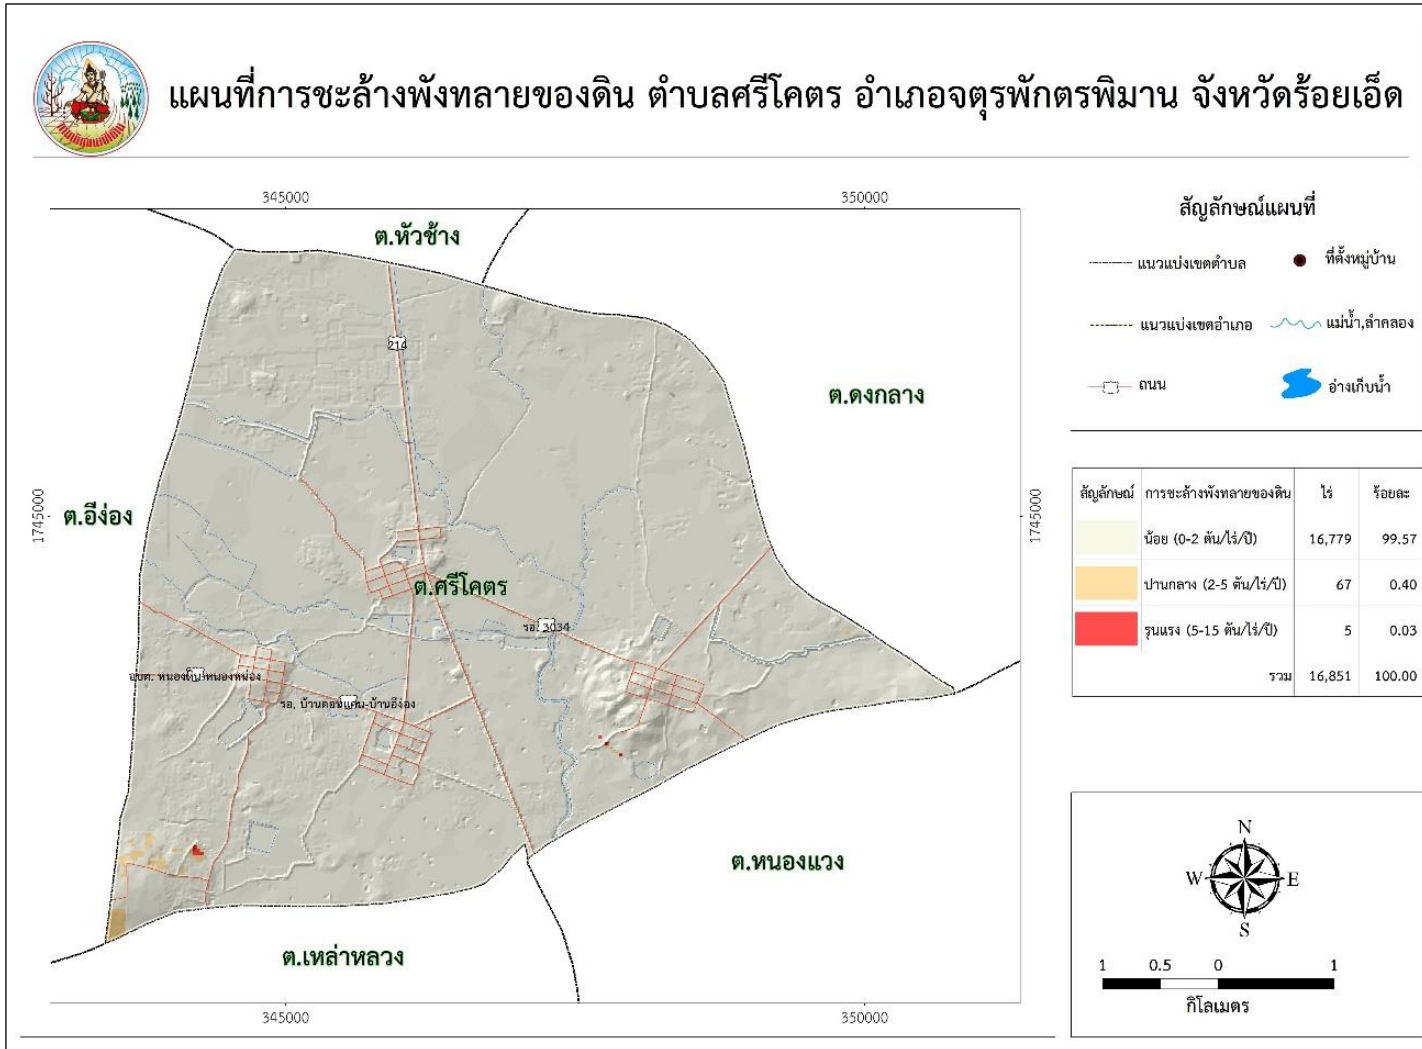 แผนที่การชะล้างพังทลายของดิน ตำบลศรีโคตร อำเภอจตุรพักตรพิมาน จังหวัดร้อยเอ็ด
345000
350000
ต.หัวช้าง
214
ต.ดงกลาง
ต.อีง่อง
1745000
1745000
ต.ศรีโคตร
รอ. 3034
รอ. บ้านดอนแคน-บ้านอีง่อง
ต.หนองแวง
ต.เหล่าหลวง
345000
350000
สัญลักษณ์แผนที่
แนวแบ่งเขตตำบล
ที่ตั้งหมู่บ้าน
แนวแบ่งเขตอำเภอ
แม่น้ำ,ลำคลอง
ถนน
อ่างเก็บน้ำ
สัญลักษณ์ การชะล้างพังทลายของดิน ไร่ ร้อยละ
น้อย (0-2 ตัน/ไร่/ปี) 16,779 99.57
ปานกลาง (2-5 ตัน/ไร่/ปี) 67 0.40
รุนแรง (5-15 ตัน/ไร่/ปี) 5 0.03
รวม 16,851 100.00
N
W E
S
1 0.5 0 1
กิโลเมตร